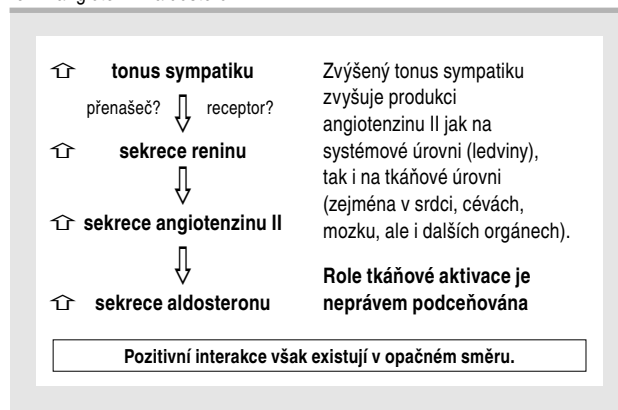 tonus sympatiku
přenašeč? receptor?
sekrece reninu
sekrece angiotenzinu II
sekrece aldosteronu
Zvýšený tonus sympatiku
zvyšuje produkci
angiotenzinu II jak na
systémové úrovni (ledviny),
tak i na tkáňové úrovni
(zejména v srdci, cévách,
mozku, ale i dalších orgánech).
Role tkáňové aktivace je
neprávem podceňována
Pozitivní interakce však existují v opačném směru.